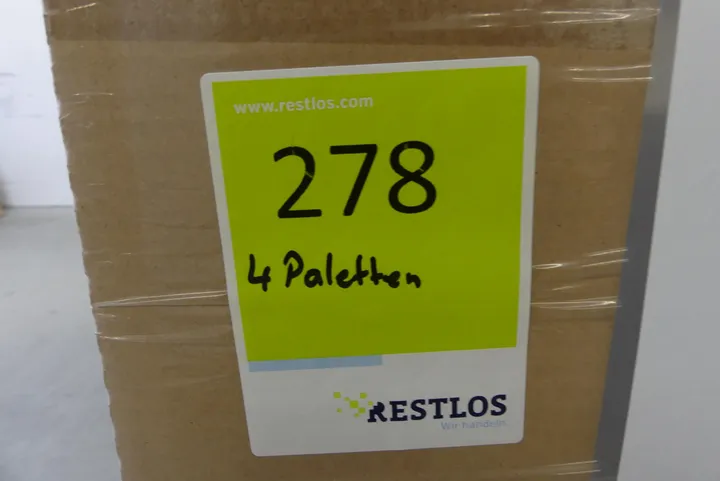 www.restlos.com
278
4 Paletten
RESTLOS
Wir handeln.